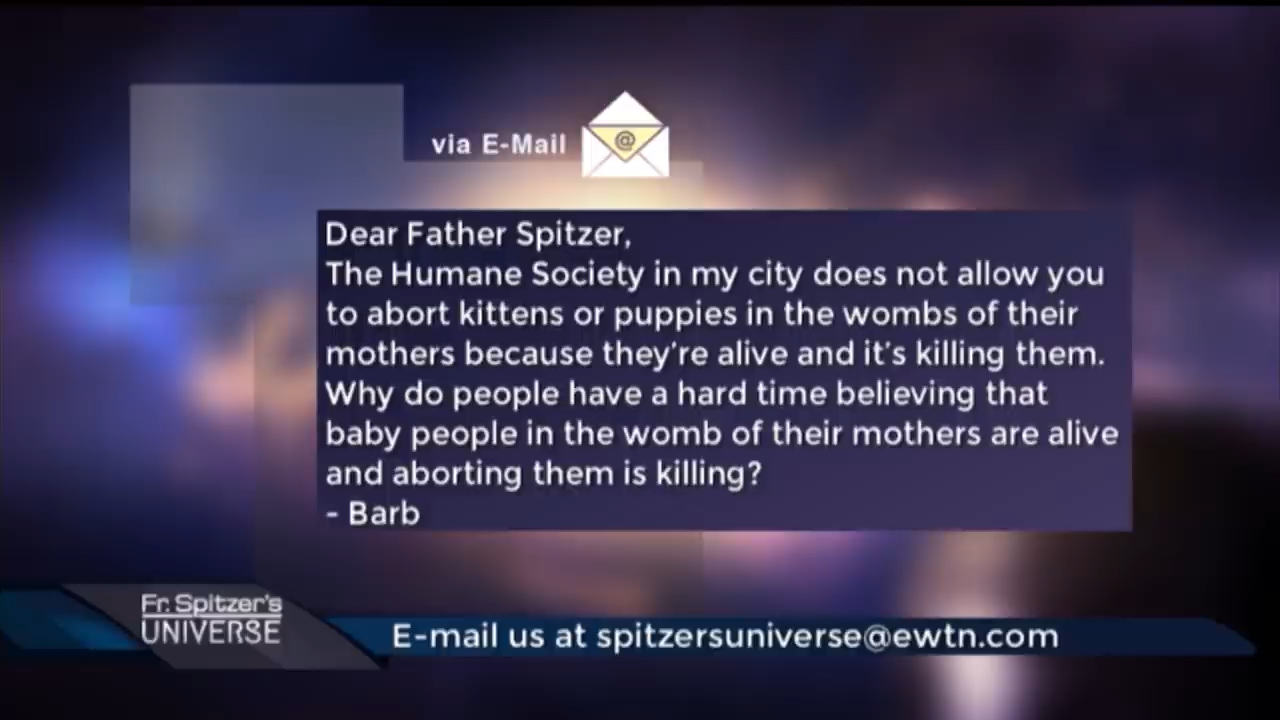 via E-Mail
@
Dear Father Spitzer,
The Humane Society in my city does not allow you
to abort kittens or puppies in the wombs of their
mothers because they're alive and it's killing them.
Why do people have a hard time believing that
baby people in the womb of their mothers are alive
and aborting them is killing?
- Barb
Fr. Spitzer's
UNIVERSE
E-mail us at spitzersuniverse@ewtn.com